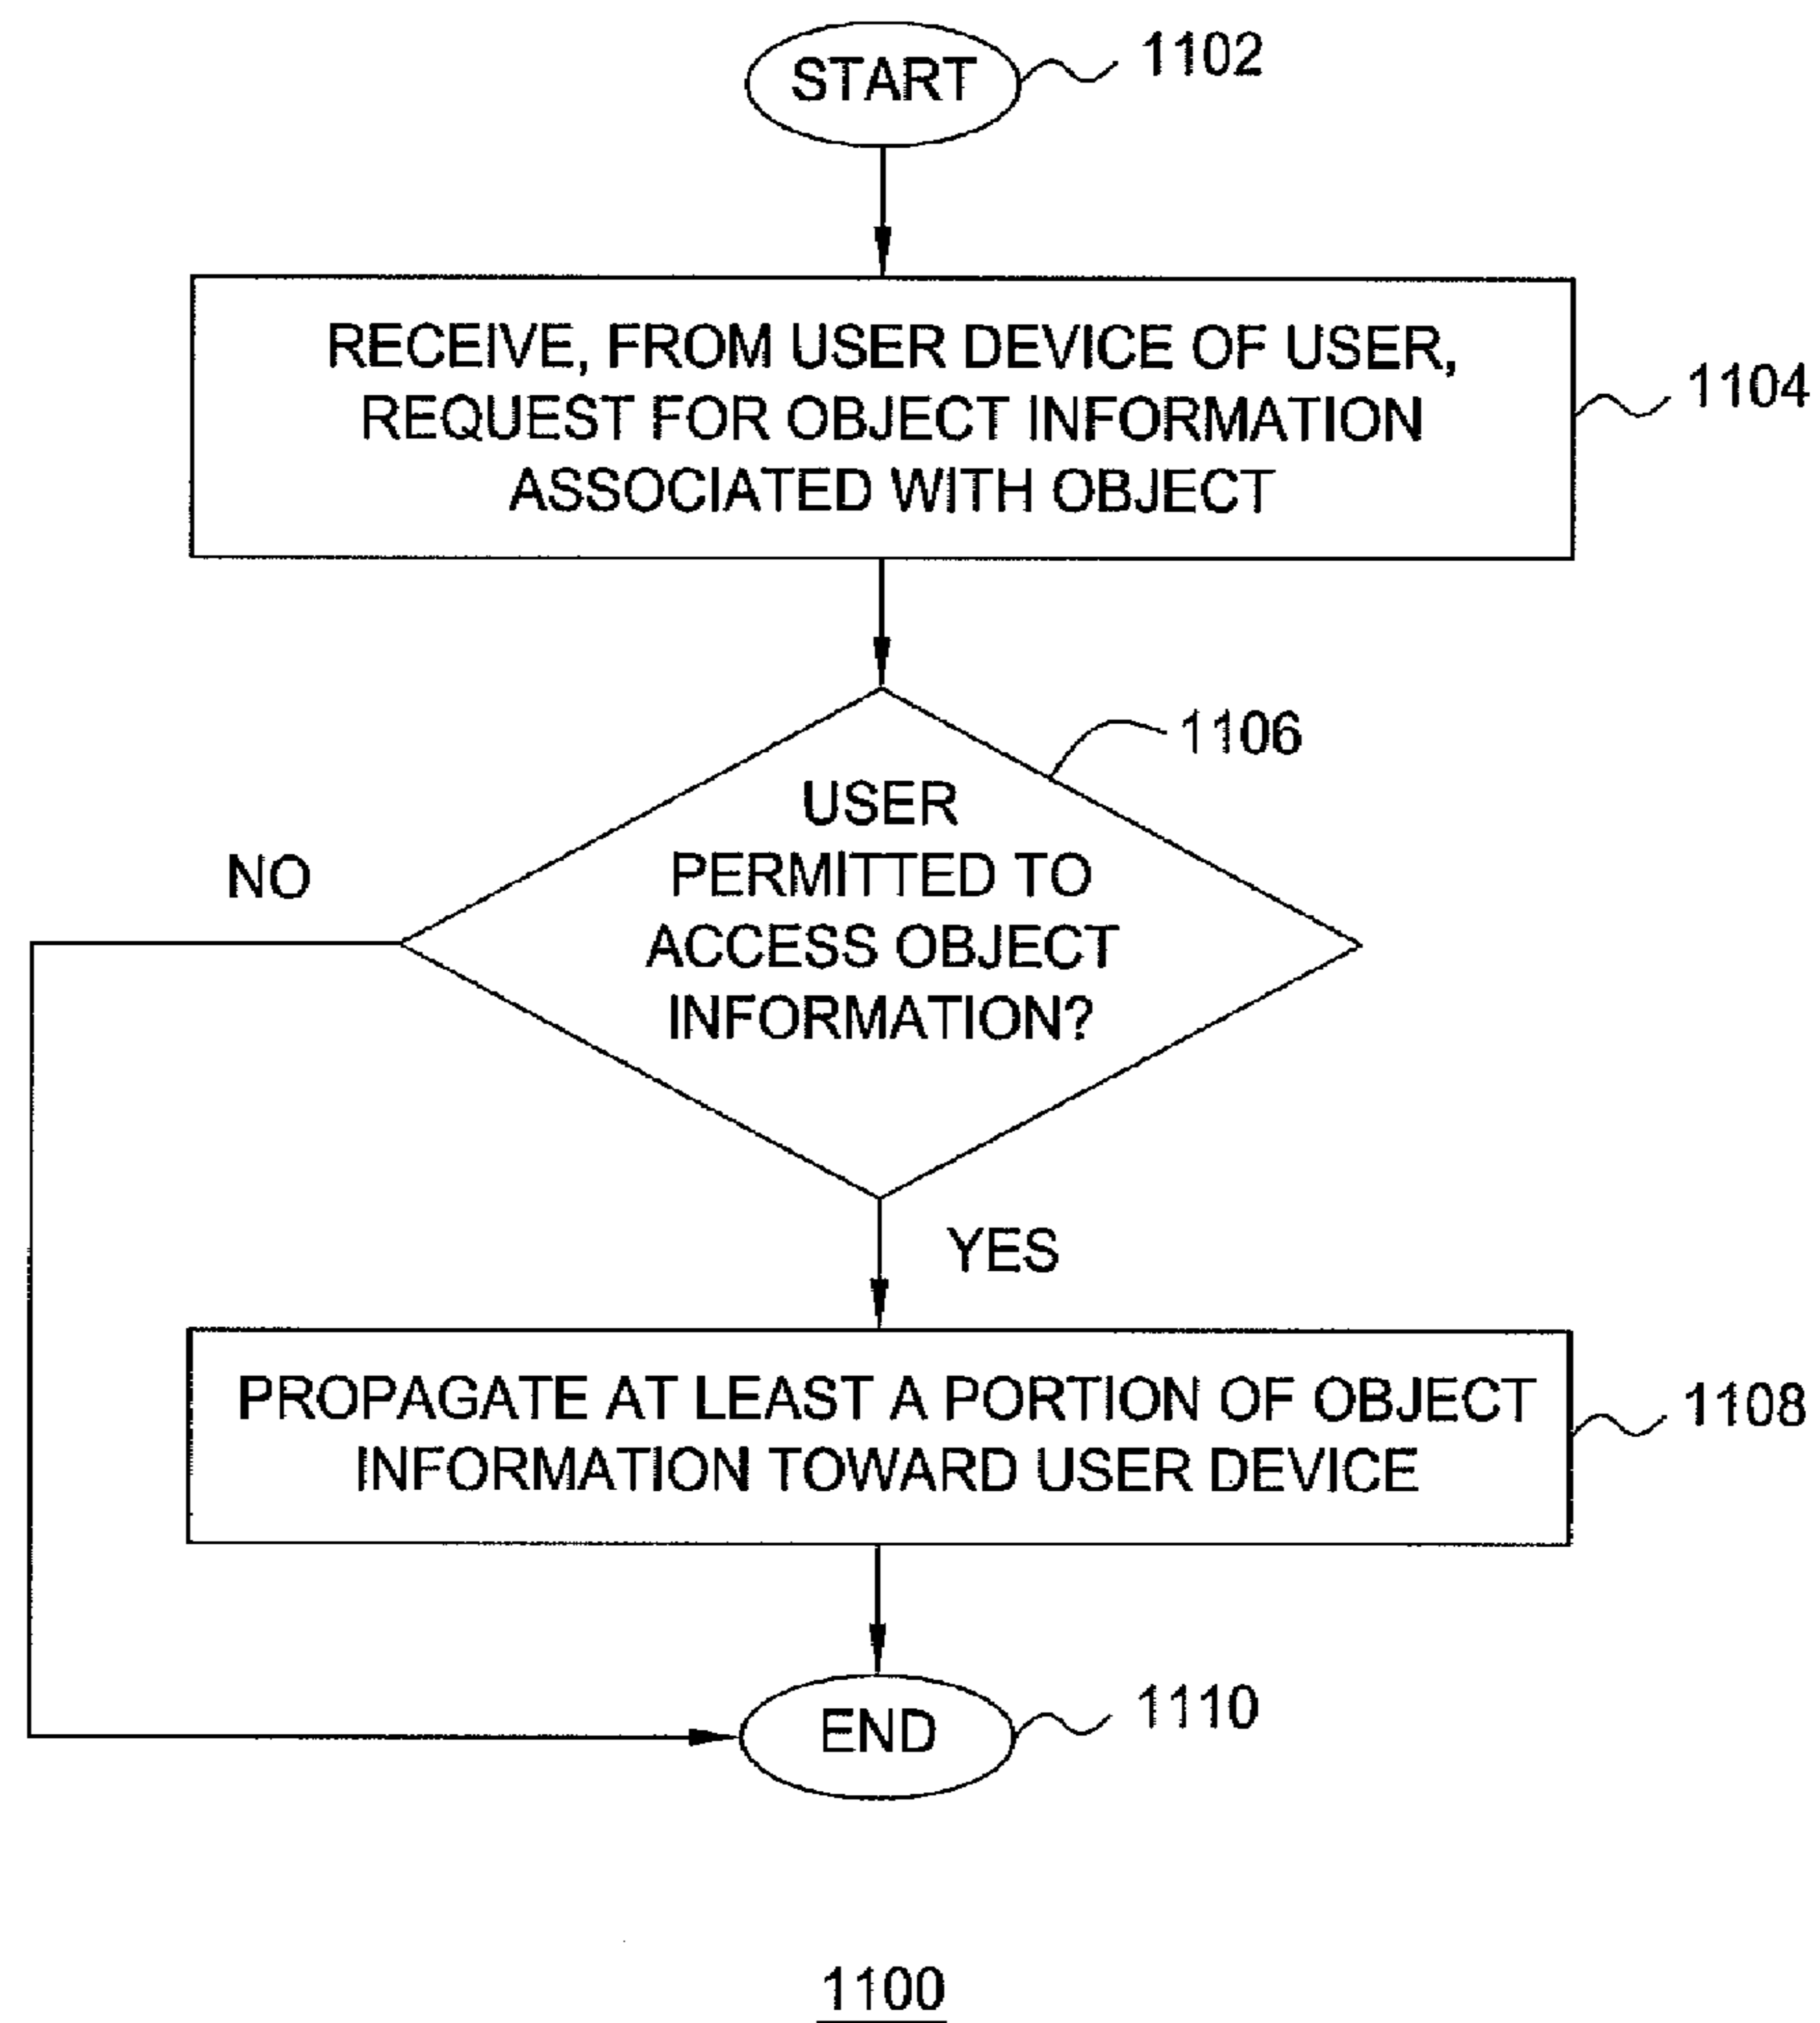 START
1102
RECEIVE, FROM USER DEVICE OF USER,
REQUEST FOR OBJECT INFORMATION
ASSOCIATED WITH OBJECT
1104
1106
USER
PERMITTED TO
ACCESS OBJECT
INFORMATION?
NO
YES
PROPAGATE AT LEAST A PORTION OF OBJECT
INFORMATION TOWARD USER DEVICE
1108
END
1110
1100